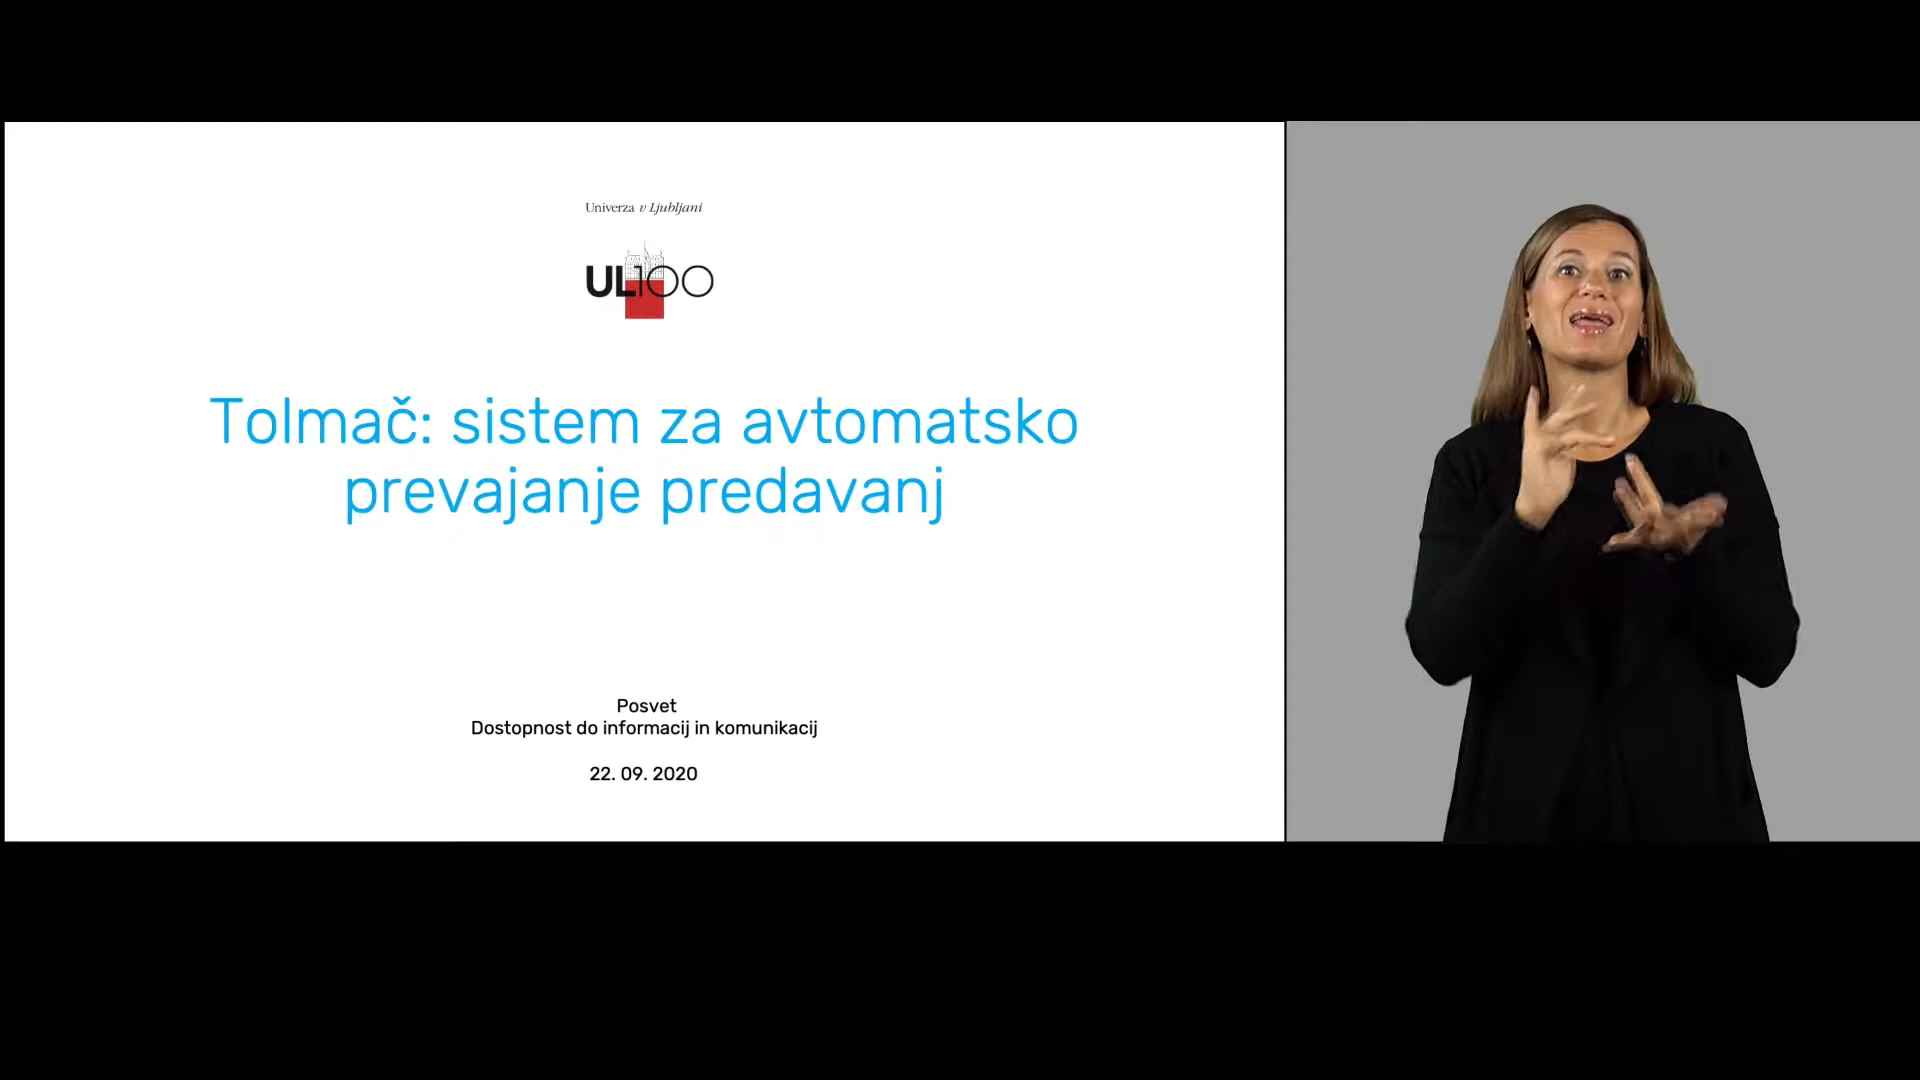 Univerza v Ljubljani
UL100
Tolmač: sistem za avtomatsko
prevajanje predavanj
Posvet
Dostopnost do informacij in komunikacij
22. 09. 2020